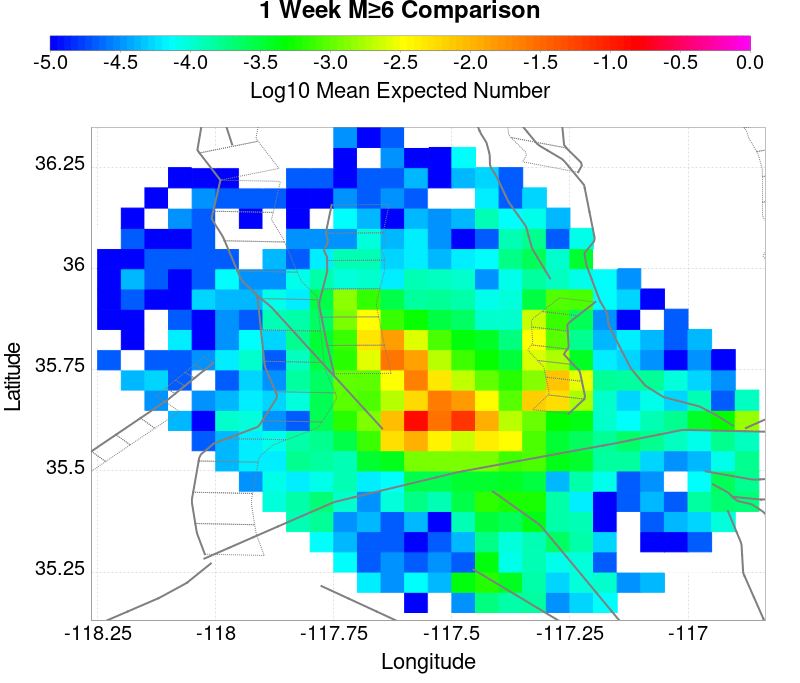 1 Week M≥6 Comparison
-5.0 -4.5 -4.0 -3.5 -3.0 -2.5 -2.0 -1.5 -1.0 -0.5 0.0
Log10 Mean Expected Number
36.25
36
35.75
35.5
35.25
Latitude
-118.25 -118 -117.75 -117.5 -117.25 -117
Longitude